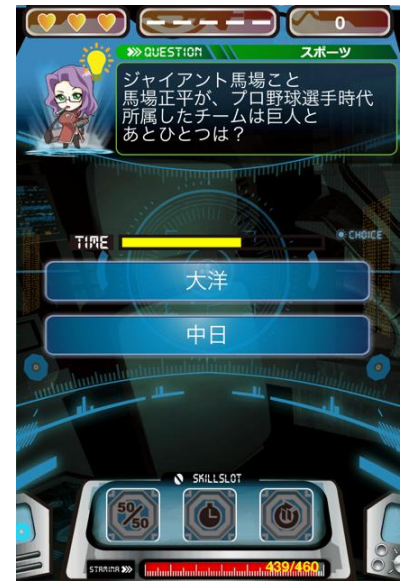 0
>>> QUESTION スポーツ
ジャイアント馬場こと
馬場正平が、プロ野球選手時代
所属したチームは巨人と
あとひとつは？
TIME
CHOICE
大洋
中日
SKILLSLOT
50/50
STAMINA >>> 439/460